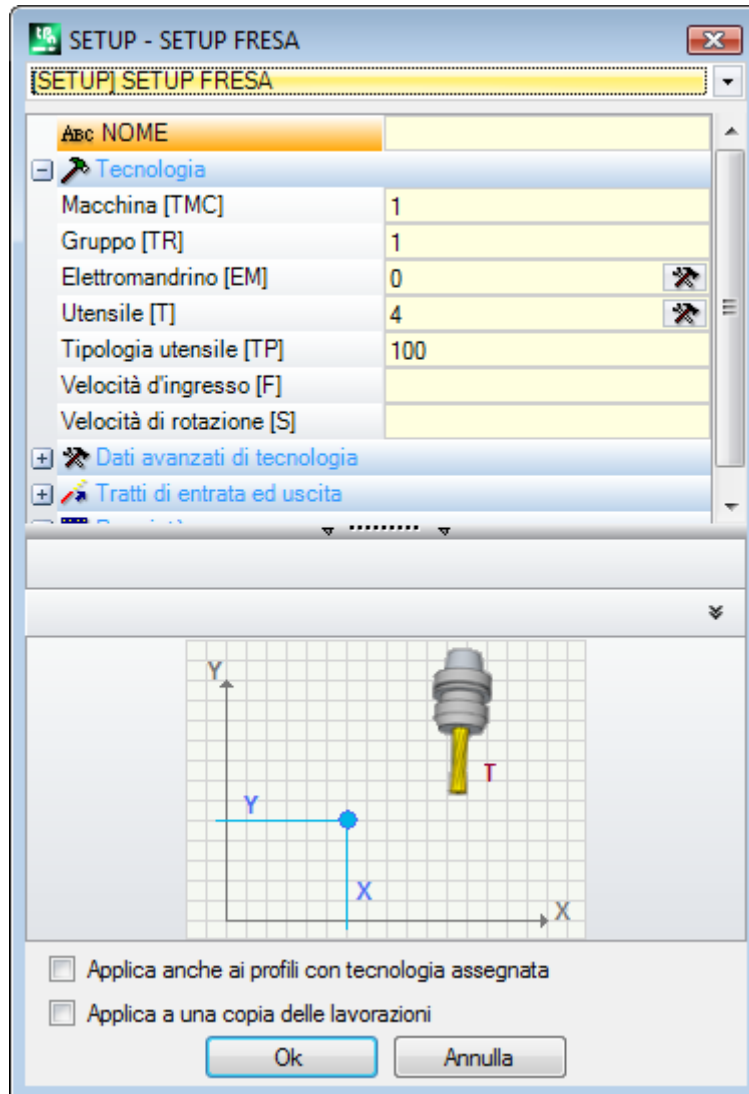 SETUP - SETUP FRESA
[SETUP] SETUP FRESA
ABC NOME
Tecnologia
Macchina [TMC] 1
Gruppo [TR] 1
Elettromandrino [EM] 0
Utensile [T] 4
Tipologia utensile [TP] 100
Velocità d'ingresso [F]
Velocità di rotazione [S]
Dati avanzati di tecnologia
Tratti di entrata ed uscita
Y
T
Y
X
X
Applica anche ai profili con tecnologia assegnata
Applica a una copia delle lavorazioni
Ok Annulla